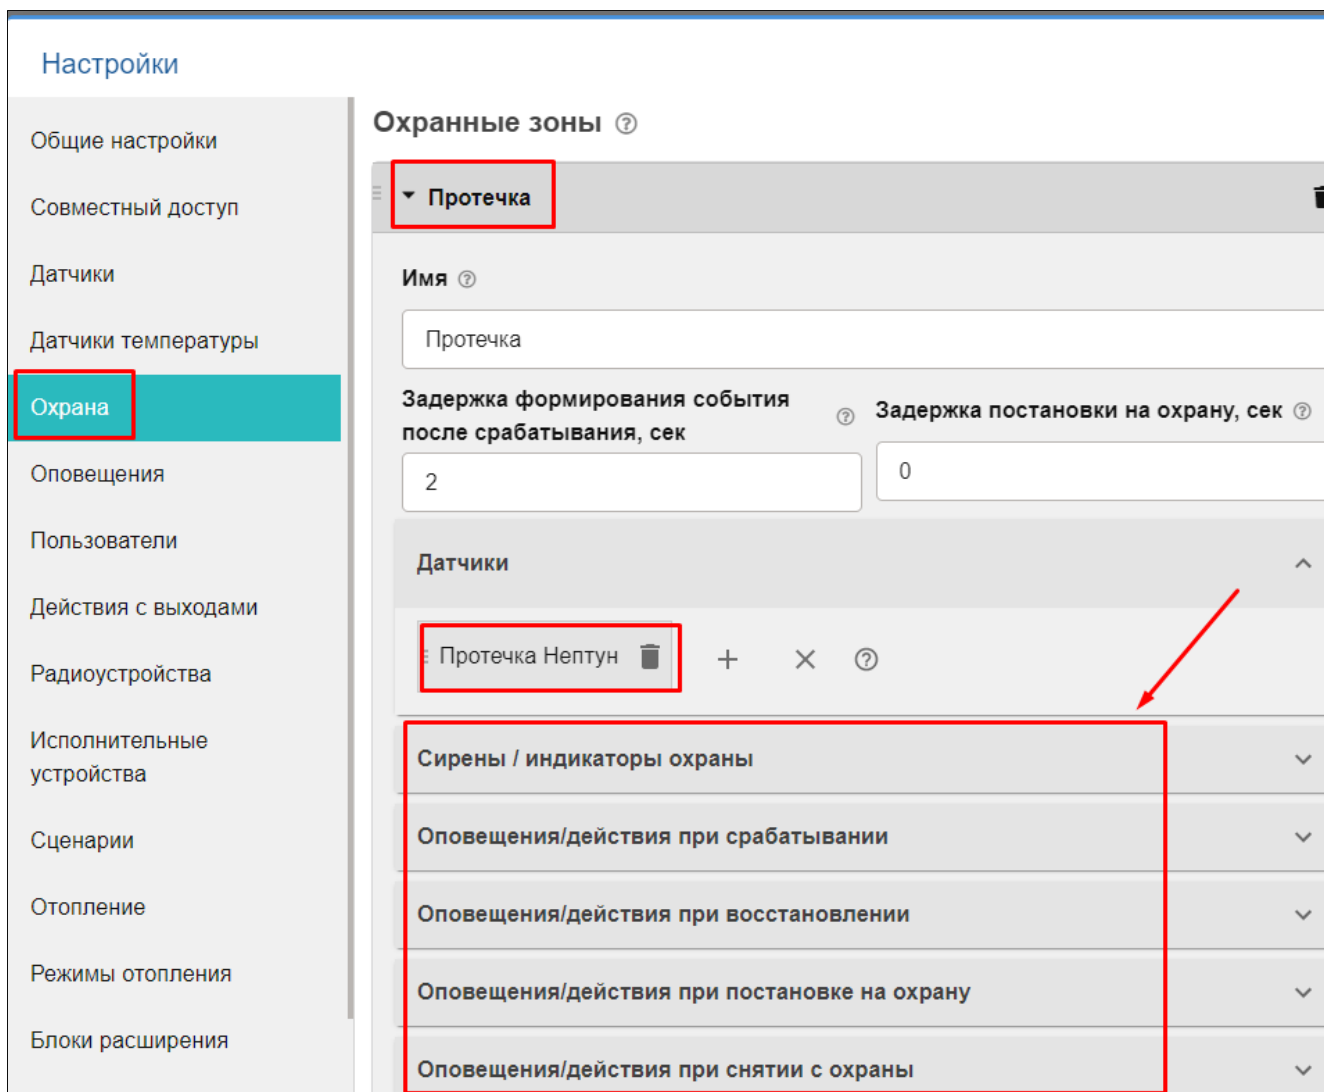 Настройки
Общие настройки
Совместный доступ
Датчики
Датчики температуры
Охрана
Оповещения
Пользователи
Действия с выходами
Радиоустройства
Исполнительные
устройства
Сценарии
Отопление
Режимы отопления
Блоки расширения
Охранные зоны
Протечка
Имя
Протечка
Задержка формирования события
после срабатывания, сек
2
Задержка постановки на охрану, сек
0
Датчики
Протечка Нептун
Сирены / индикаторы охраны
Оповещения/действия при срабатывании
Оповещения/действия при восстановлении
Оповещения/действия при постановке на охрану
Оповещения/действия при снятии с охраны